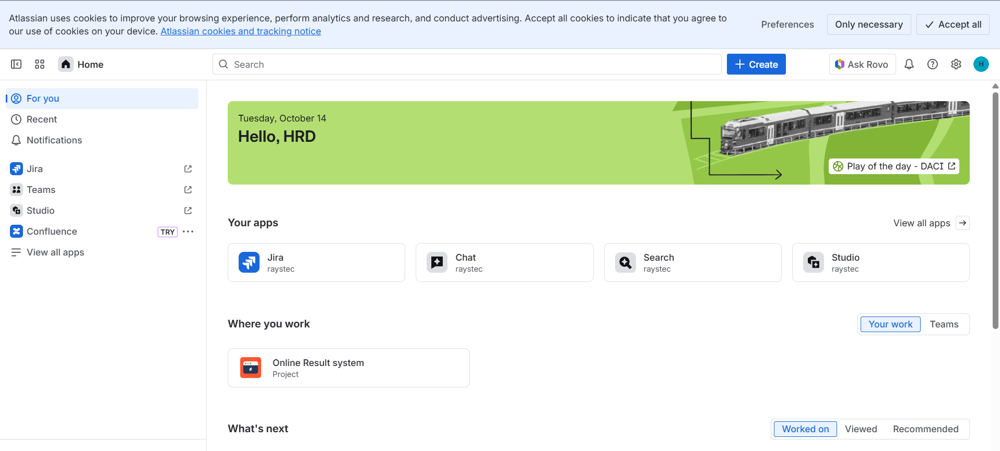 Atlassian uses cookies to improve your browsing experience, perform analytics and research, and conduct advertising. Accept all cookies to indicate that you agree to
our use of cookies on your device. Atlassian cookies and tracking notice
Preferences
Only necessary
Accept all
Home
Search
Create
Ask Rovo
H
For you
Recent
Notifications
Jira
Teams
Studio
Confluence
TRY
View all apps
Tuesday, October 14
Hello, HRD
Play of the day - DACI
Your apps
View all apps
Jira
raystec
Chat
raystec
Search
raystec
Studio
raystec
Where you work
Your work
Teams
Online Result system
Project
What's next
Worked on
Viewed
Recommended